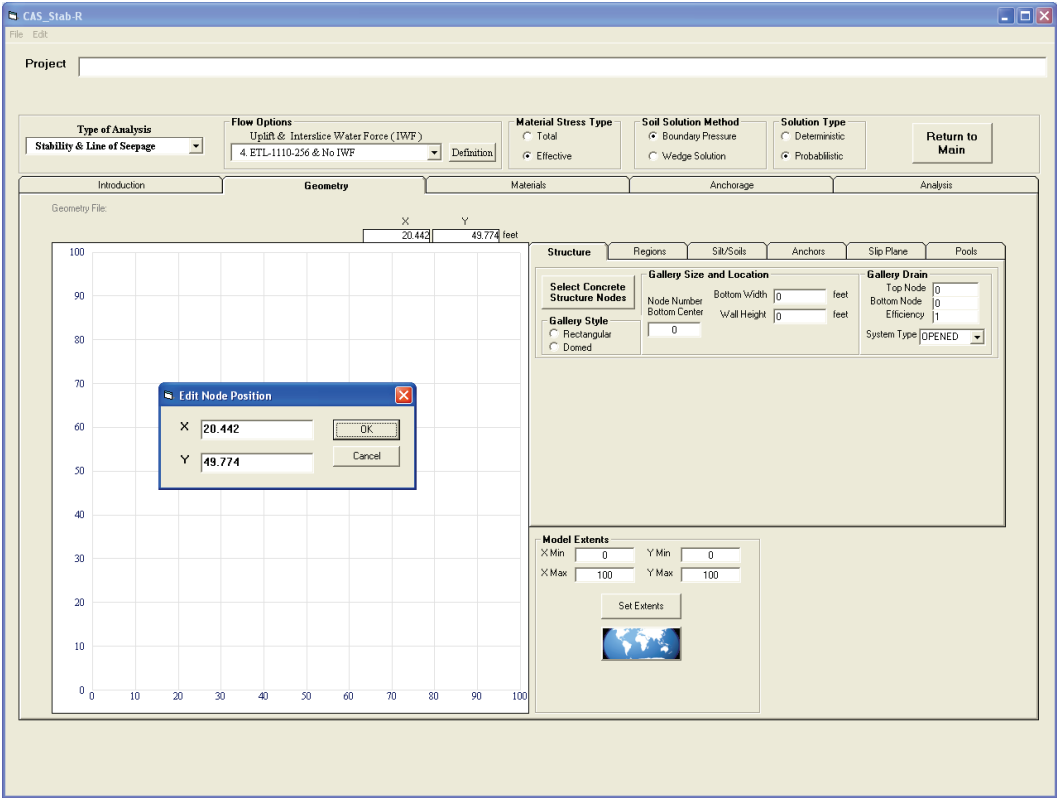 CAS_Stab-R
File Edit
Project
Type of Analysis
Stability & Line of Seepage
Flow Options
Uplift & Interslice Water Force ( IWF )
4. ETL-1110-256 & No IWF
Definition
Material Stress Type
Total
Effective
Soil Solution Method
Boundary Pressure
Wedge Solution
Solution Type
Deterministic
Probabliistic
Return to
Main
Introduction Geometry Materials Anchorage Analysis
Geometry File:
X Y
20.442 49.774 feet
100
90
80
70
60
50
40
30
20
10
0
0 10 20 30 40 50 60 70 80 90 100
Edit Node Position
X 20.442 OK
Y 49.774 Cancel
Structure Regions Silt/Soils Anchors Slip Plane Pools
Select Concrete
Structure Nodes
Gallery Style
Rectangular
Domed
Gallery Size and Location
Node Number
Bottom Center
0
Bottom Width 0 feet
Wall Height 0 feet
Gallery Drain
Top Node 0
Bottom Node 0
Efficiency 1
System Type OPENED
Model Extents
X Min 0 Y Min 0
X Max 100 Y Max 100
Set Extents